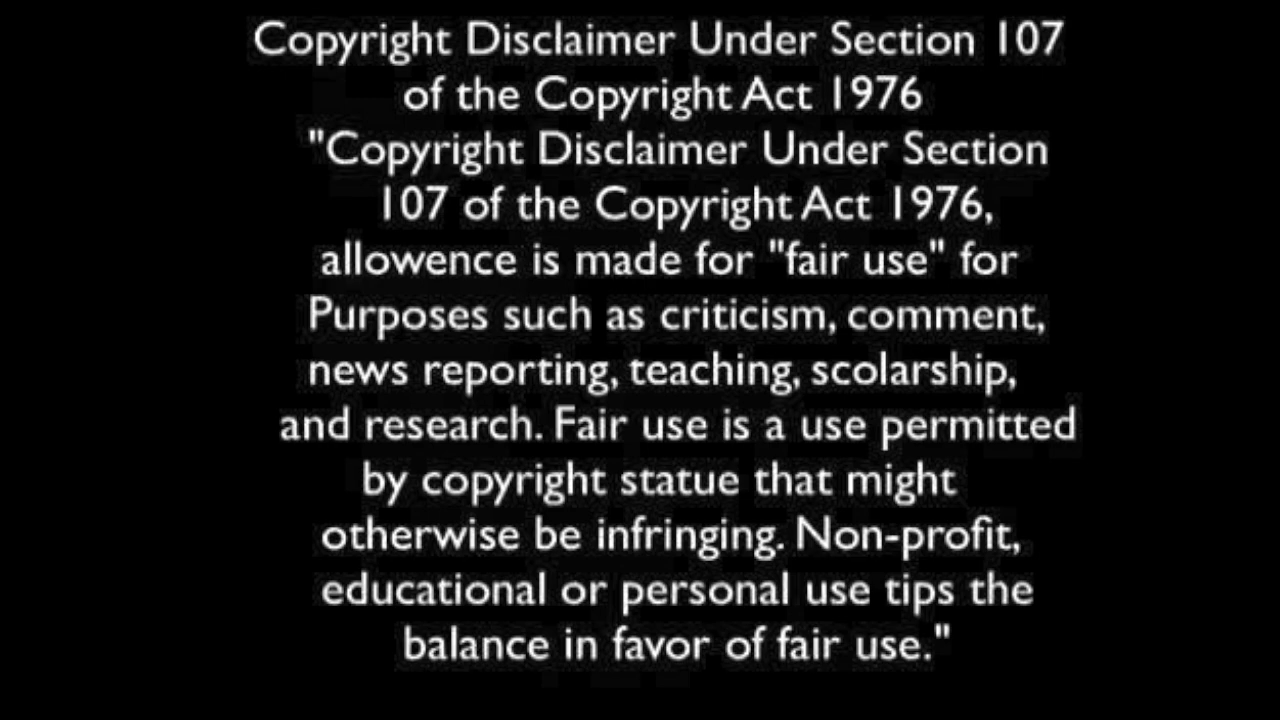 Copyright Disclaimer Under Section 107
of the Copyright Act 1976
"Copyright Disclaimer Under Section
107 of the Copyright Act 1976,
allowence is made for "fair use" for
Purposes such as criticism, comment,
news reporting, teaching, scolarship,
and research. Fair use is a use permitted
by copyright statue that might
otherwise be infringing. Non-profit,
educational or personal use tips the
balance in favor of fair use."